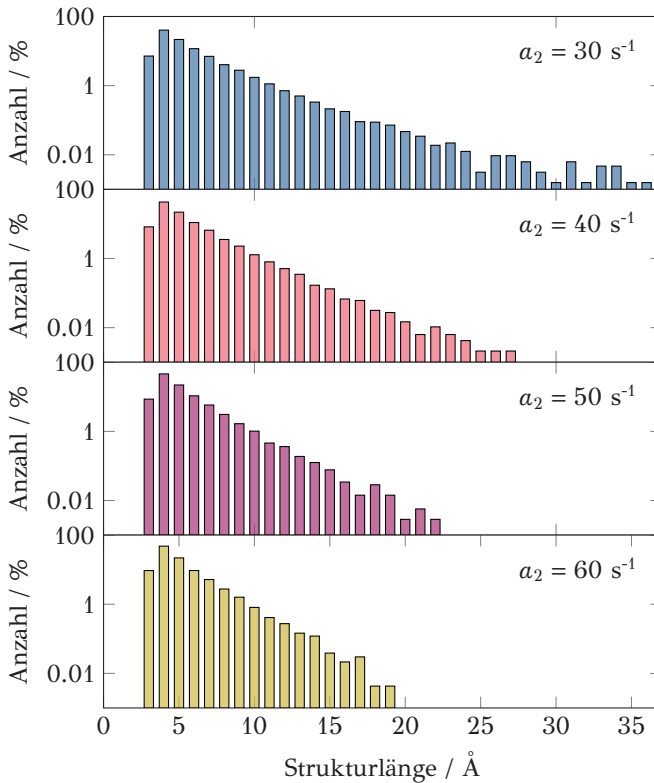 100
1
0.01
Anzahl / %
a₂ = 30 s⁻¹
100
1
0.01
Anzahl / %
a₂ = 40 s⁻¹
100
1
0.01
Anzahl / %
a₂ = 50 s⁻¹
100
1
0.01
Anzahl / %
a₂ = 60 s⁻¹
0 5 10 15 20 25 30 35
Strukturlänge / Å